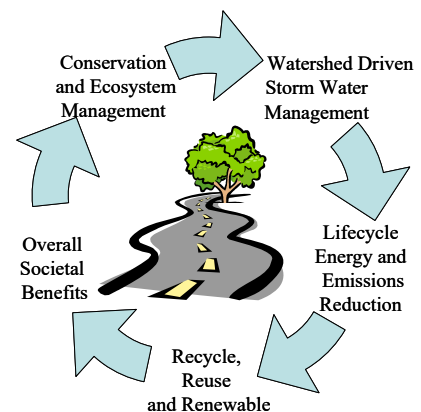 Conservation
and Ecosystem
Management
Watershed Driven
Storm Water
Management
Lifecycle
Energy and
Emissions
Reduction
Recycle,
Reuse
and Renewable
Overall
Societal
Benefits